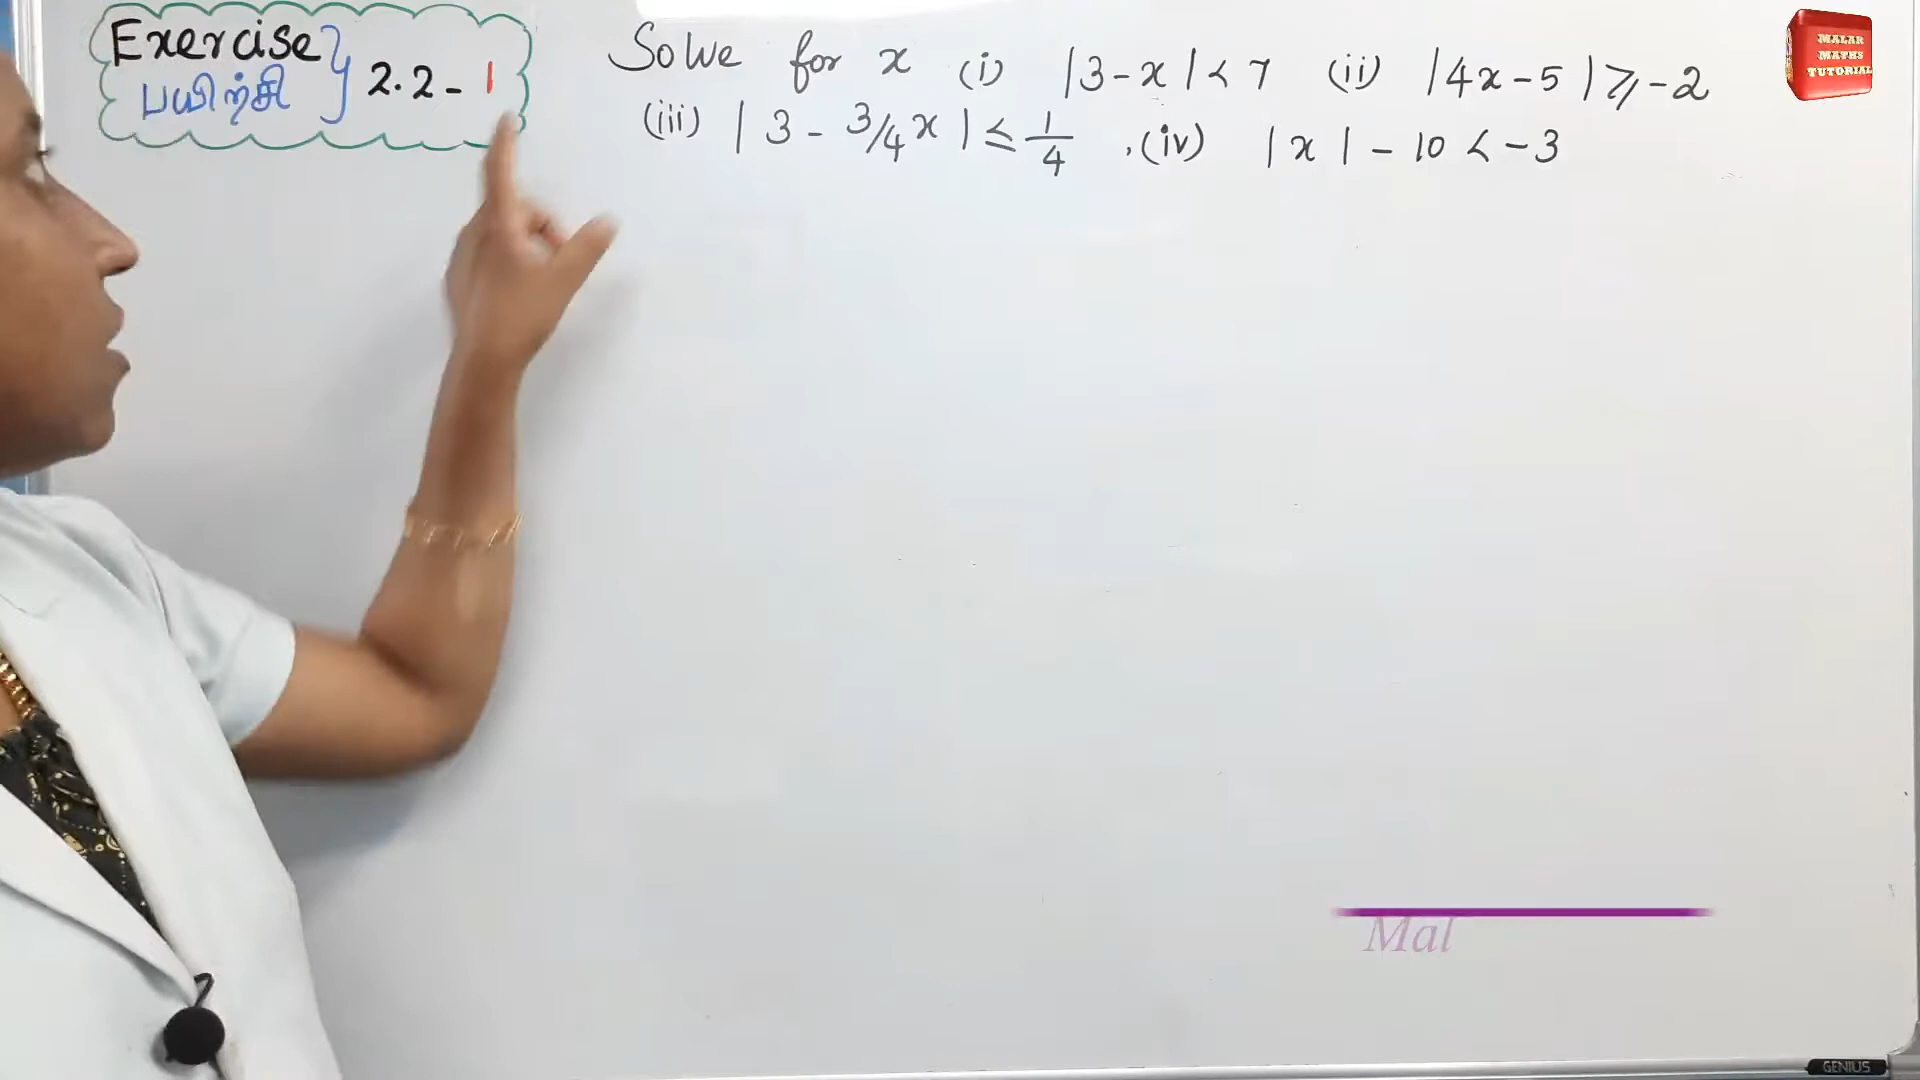 Exercise
பயிற்சி
2.2 - 1
Solve for x (i) |3-x| < 7 (ii) |4x-5| ⩾ -2
(iii) |3 - 3/4 x| ≤ 1/4 , (iv) |x| - 10 < -3
MALAR
MATHS
TUTORIAL
Mal
GENIUS